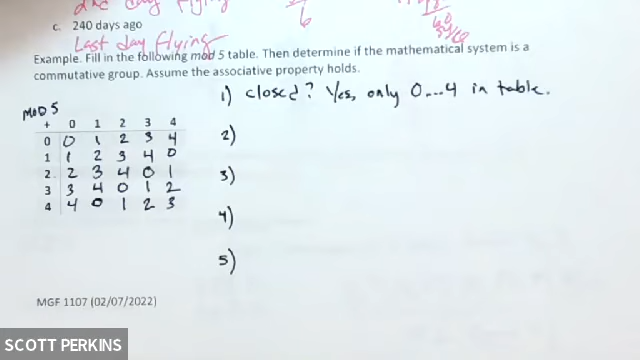 6
c. 240 days ago
Last day flying
Example. Fill in the following mod 5 table. Then determine if the mathematical system is a
commutative group. Assume the associative property holds.
1) closed? Yes, only 0...4 in table.
MOD 5
+ 0 1 2 3 4
0 0 1 2 3 4
1 1 2 3 4 0
2 2 3 4 0 1
3 3 4 0 1 2
4 4 0 1 2 3
2)
3)
4)
5)
MGF 1107 (02/07/2022)
SCOTT PERKINS